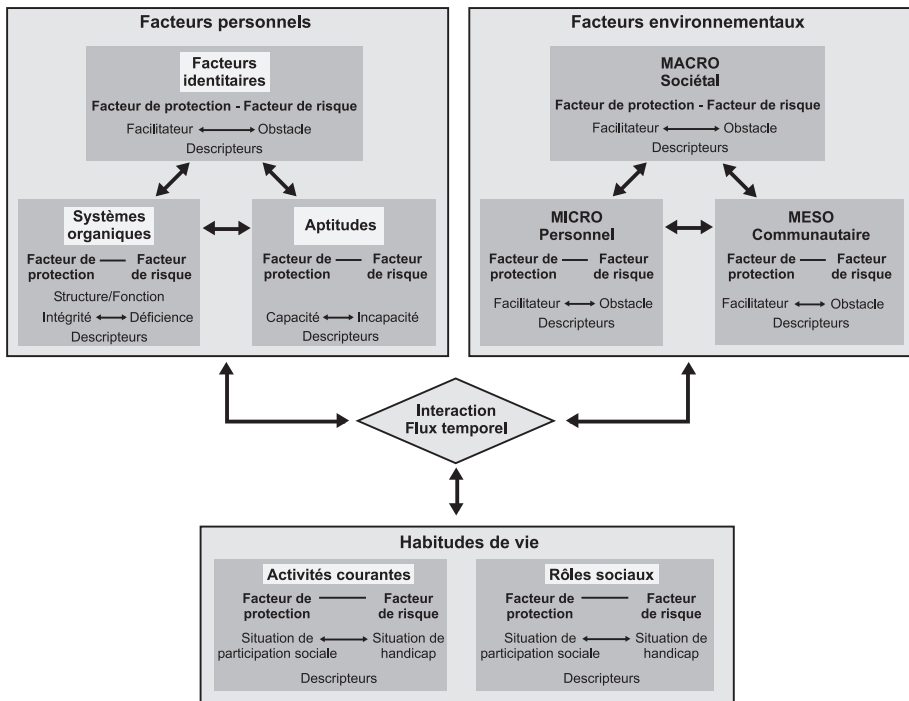 Facteurs personnels
Facteurs
identitaires
Facteur de protection - Facteur de risque
Facilitateur Obstacle
Descripteurs
Systèmes
organiques
Facteur de Facteur
protection de risque
Structure/Fonction
Intégrité Déficience
Descripteurs
Aptitudes
Facteur de Facteur
protection de risque
Capacité Incapacité
Descripteurs
Facteurs environnementaux
MACRO
Sociétal
Facteur de protection - Facteur de risque
Facilitateur Obstacle
Descripteurs
MICRO
Personnel
Facteur de Facteur
protection de risque
Facilitateur Obstacle
Descripteurs
MESO
Communautaire
Facteur de Facteur
protection de risque
Facilitateur Obstacle
Descripteurs
Interaction
Flux temporel
Habitudes de vie
Activités courantes
Facteur de Facteur
protection de risque
Situation de Situation de
participation sociale handicap
Descripteurs
Rôles sociaux
Facteur de Facteur
protection de risque
Situation de Situation de
participation sociale handicap
Descripteurs